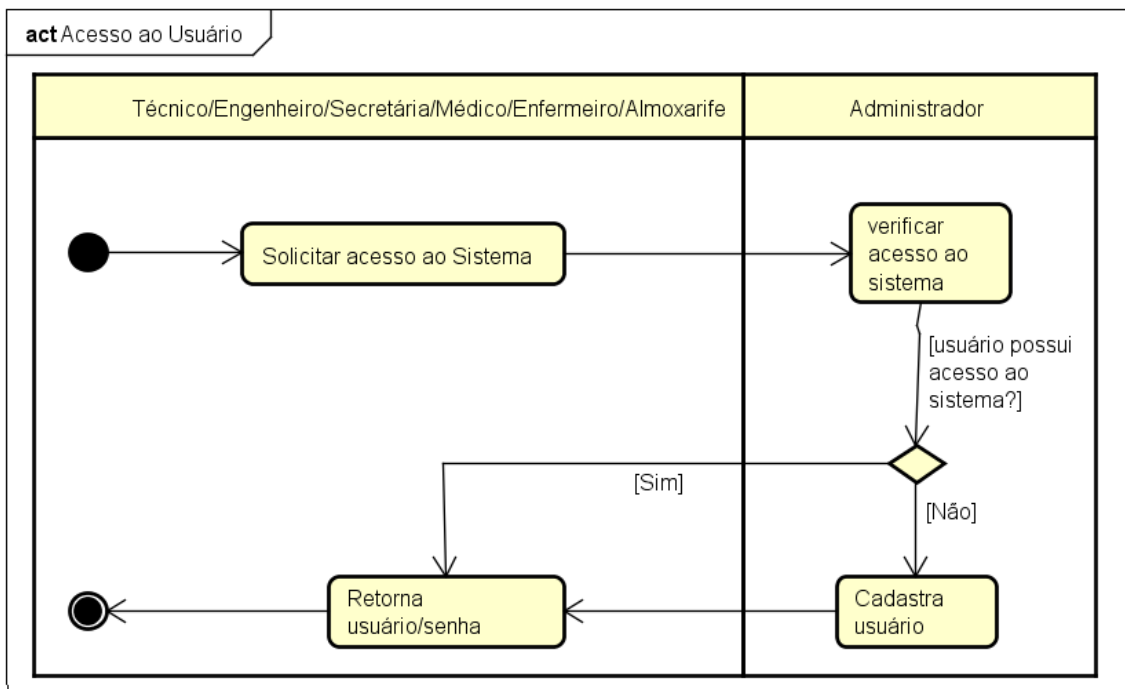 act Acesso ao Usuário
Técnico/Engenheiro/Secretária/Médico/Enfermeiro/Almoxarife
Administrador
Solicitar acesso ao Sistema
verificar
acesso ao
sistema
[usuário possui
acesso ao
sistema?]
[Sim]
[Não]
Retorna
usuário/senha
Cadastra
usuário